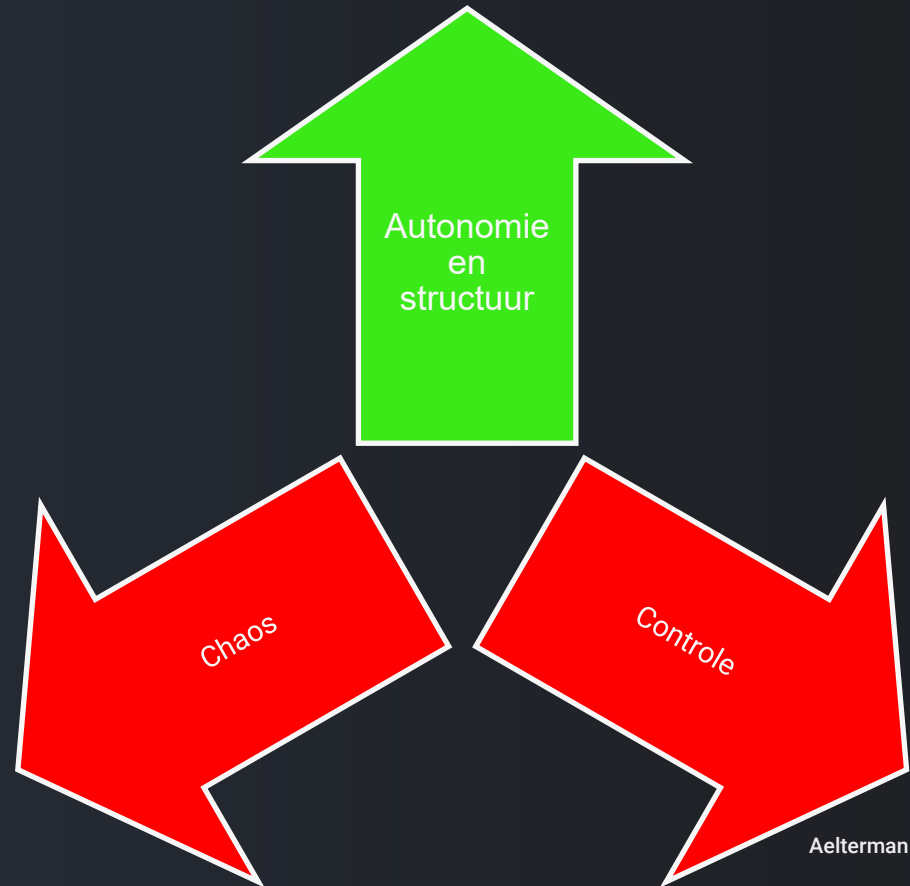 Autonomie
en
structuur
Chaos
Controle
Aelterman